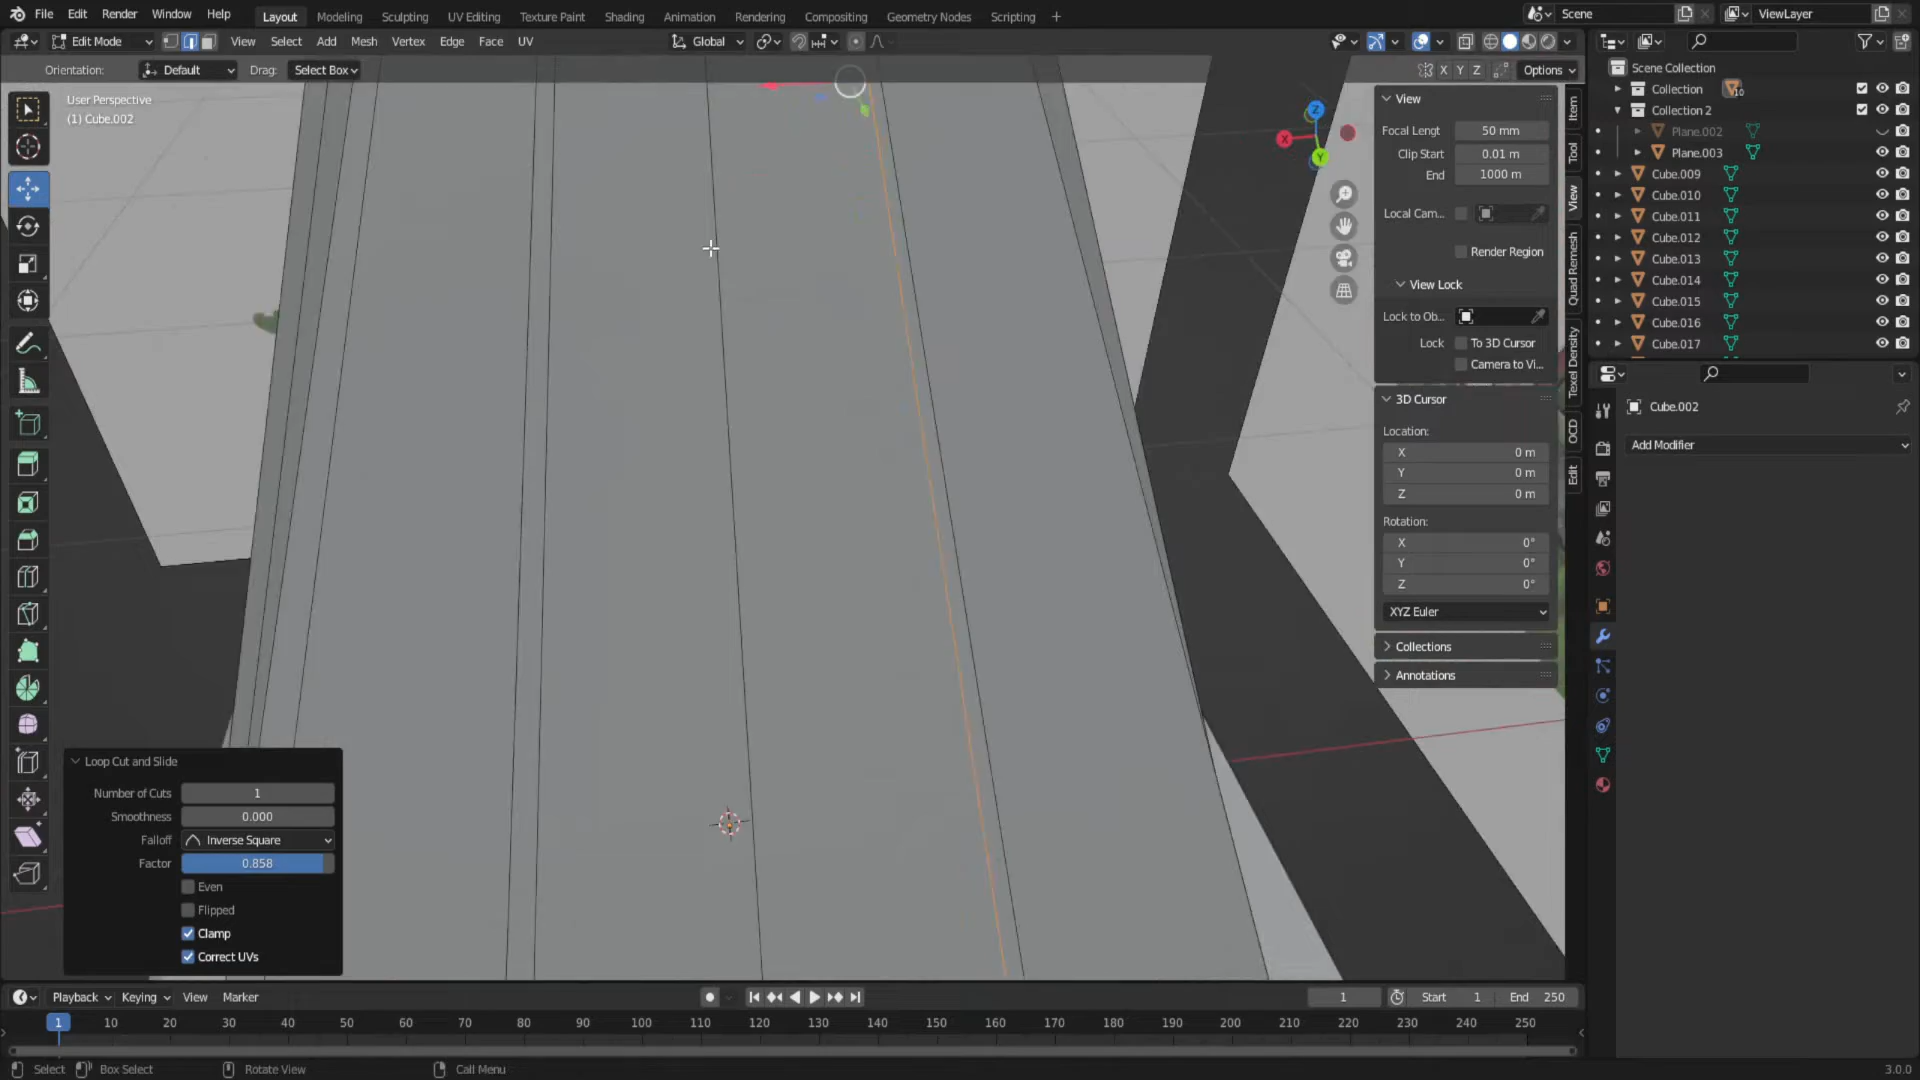 File Edit Render Window Help Layout Modeling Sculpting UV Editing Texture Paint Shading Animation Rendering Compositing Geometry Nodes Scripting + Scene ViewLayer
Edit Mode View Select Add Mesh Vertex Edge Face UV Global
Orientation: Default Drag: Select Box X Y Z Options
User Perspective
(1) Cube.002
View
Focal Lengt 50 mm
Clip Start 0.01 m
End 1000 m
Local Cam...
Render Region
View Lock
Lock to Ob...
Lock To 3D Cursor
Camera to Vi...
3D Cursor
Location:
X 0 m
Y 0 m
Z 0 m
Rotation:
X 0°
Y 0°
Z 0°
XYZ Euler
Collections
Annotations
Item
Tool
View
Quad Remesh
Texel Density
OCD
Edit
Z
X
Y
Scene Collection
Collection 10
Collection 2
Plane.002
Plane.003
Cube.009
Cube.010
Cube.011
Cube.012
Cube.013
Cube.014
Cube.015
Cube.016
Cube.017
Cube.002
Add Modifier
Loop Cut and Slide
Number of Cuts 1
Smoothness 0.000
Falloff Inverse Square
Factor 0.858
Even
Flipped
Clamp
Correct UVs
Playback Keying View Marker 1 Start 1 End 250
1 10 20 30 40 50 60 70 80 90 100 110 120 130 140 150 160 170 180 190 200 210 220 230 240 250
Select Box Select Rotate View Call Menu 3.0.0